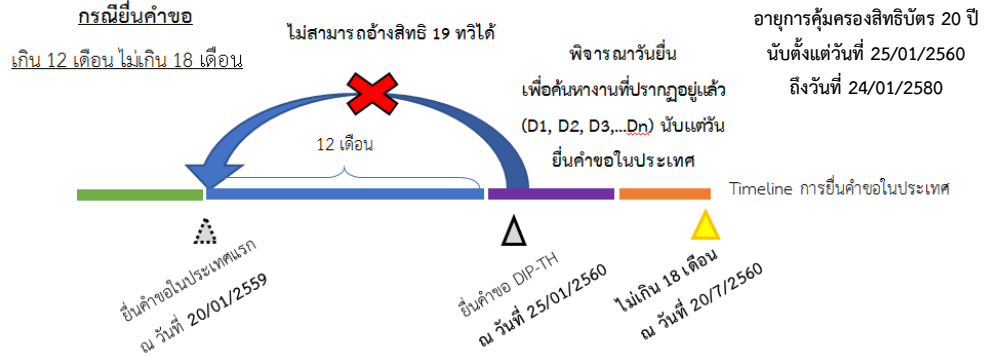 กรณียื่นคำขอ
เกิน 12 เดือน ไม่เกิน 18 เดือน
ไม่สามารถอ้างสิทธิ 19 ทวิได้
พิจารณาวันยื่น
เพื่อค้นหางานที่ปรากฏอยู่แล้ว
(D1, D2, D3,...Dn) นับแต่วัน
ยื่นคำขอในประเทศ
อายุการคุ้มครองสิทธิบัตร 20 ปี
นับตั้งแต่วันที่ 25/01/2560
ถึงวันที่ 24/01/2580
12 เดือน
Timeline การยื่นคำขอในประเทศ
ยื่นคำขอในประเทศแรก
ณ วันที่ 20/01/2559
ยื่นคำขอ DIP-TH
ณ วันที่ 25/01/2560
ไม่เกิน 18 เดือน
ณ วันที่ 20/7/2560